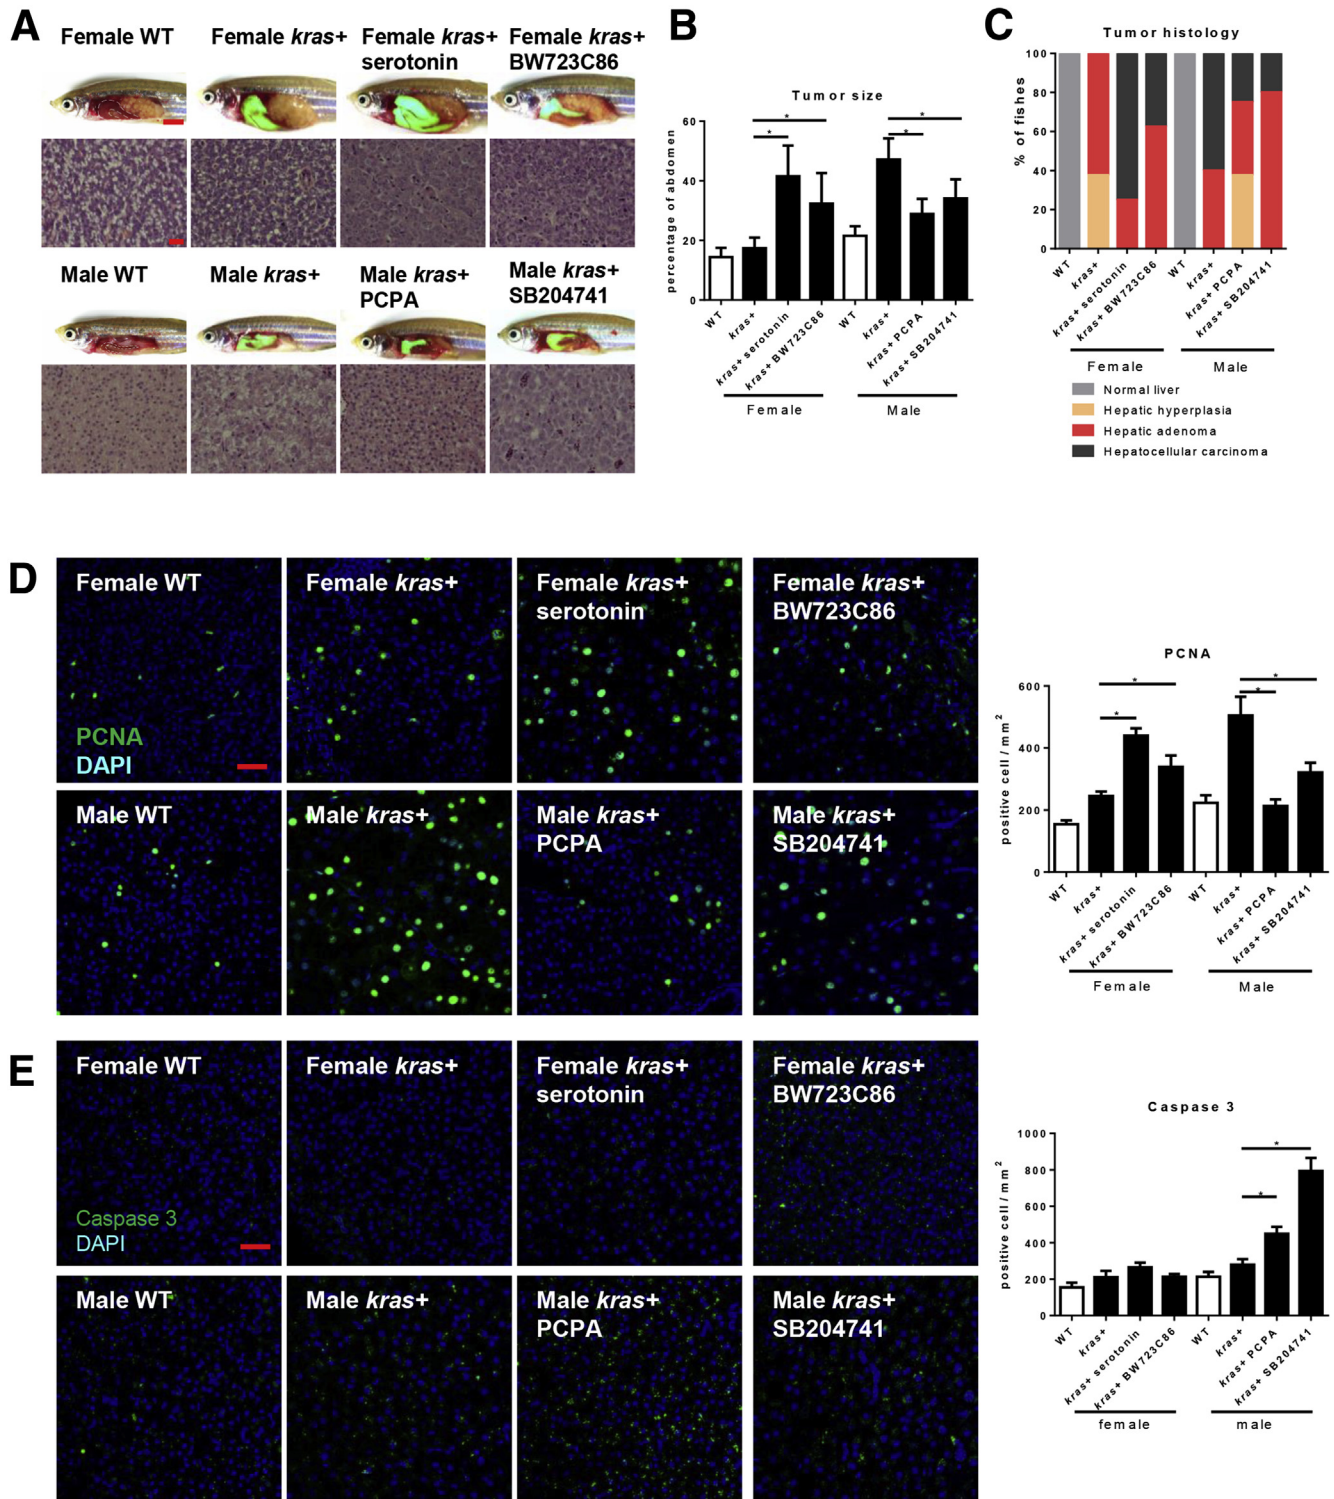 A
Female WT
Female kras+
Female kras+
serotonin
Female kras+
BW723C86
Male WT
Male kras+
Male kras+
PCPA
Male kras+
SB204741
B
Tumor size
percentage of abdomen
60
40
20
0
*
*
*
*
WT
kras+
kras+ serotonin
kras+ BW723C86
WT
kras+
kras+ PCPA
kras+ SB204741
Female
Male
C
Tumor histology
% of fishes
100
80
60
40
20
0
WT
kras+
kras+ serotonin
kras+ BW723C86
WT
kras+
kras+ PCPA
kras+ SB204741
Female
Male
Normal liver
Hepatic hyperplasia
Hepatic adenoma
Hepatocellular carcinoma
D
Female WT
PCNA
DAPI
Female kras+
Female kras+
serotonin
Female kras+
BW723C86
Male WT
Male kras+
Male kras+
PCPA
Male kras+
SB204741
PCNA
positive cell/mm²
600
400
200
0
*
*
*
*
WT
kras+
kras+ serotonin
kras+ BW723C86
WT
kras+
kras+ PCPA
kras+ SB204741
Female
Male
E
Female WT
Caspase 3
DAPI
Female kras+
Female kras+
serotonin
Female kras+
BW723C86
Male WT
Male kras+
Male kras+
PCPA
Male kras+
SB204741
Caspase 3
positive cell/mm²
1000
800
600
400
200
0
*
*
WT
kras+
kras+ serotonin
kras+ BW723C86
WT
kras+
kras+ PCPA
kras+ SB204741
female
male